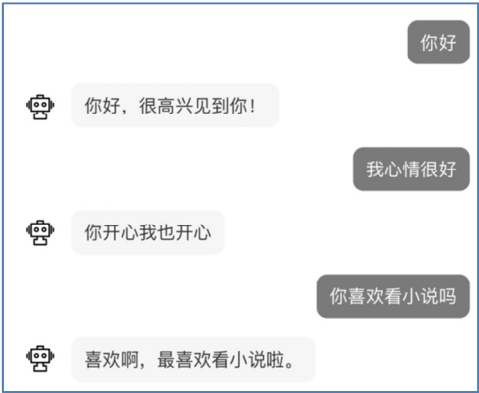 你好
你好，很高兴见到你！
我心情很好
你开心我也开心
你喜欢看小说吗
喜欢啊，最喜欢看小说啦。